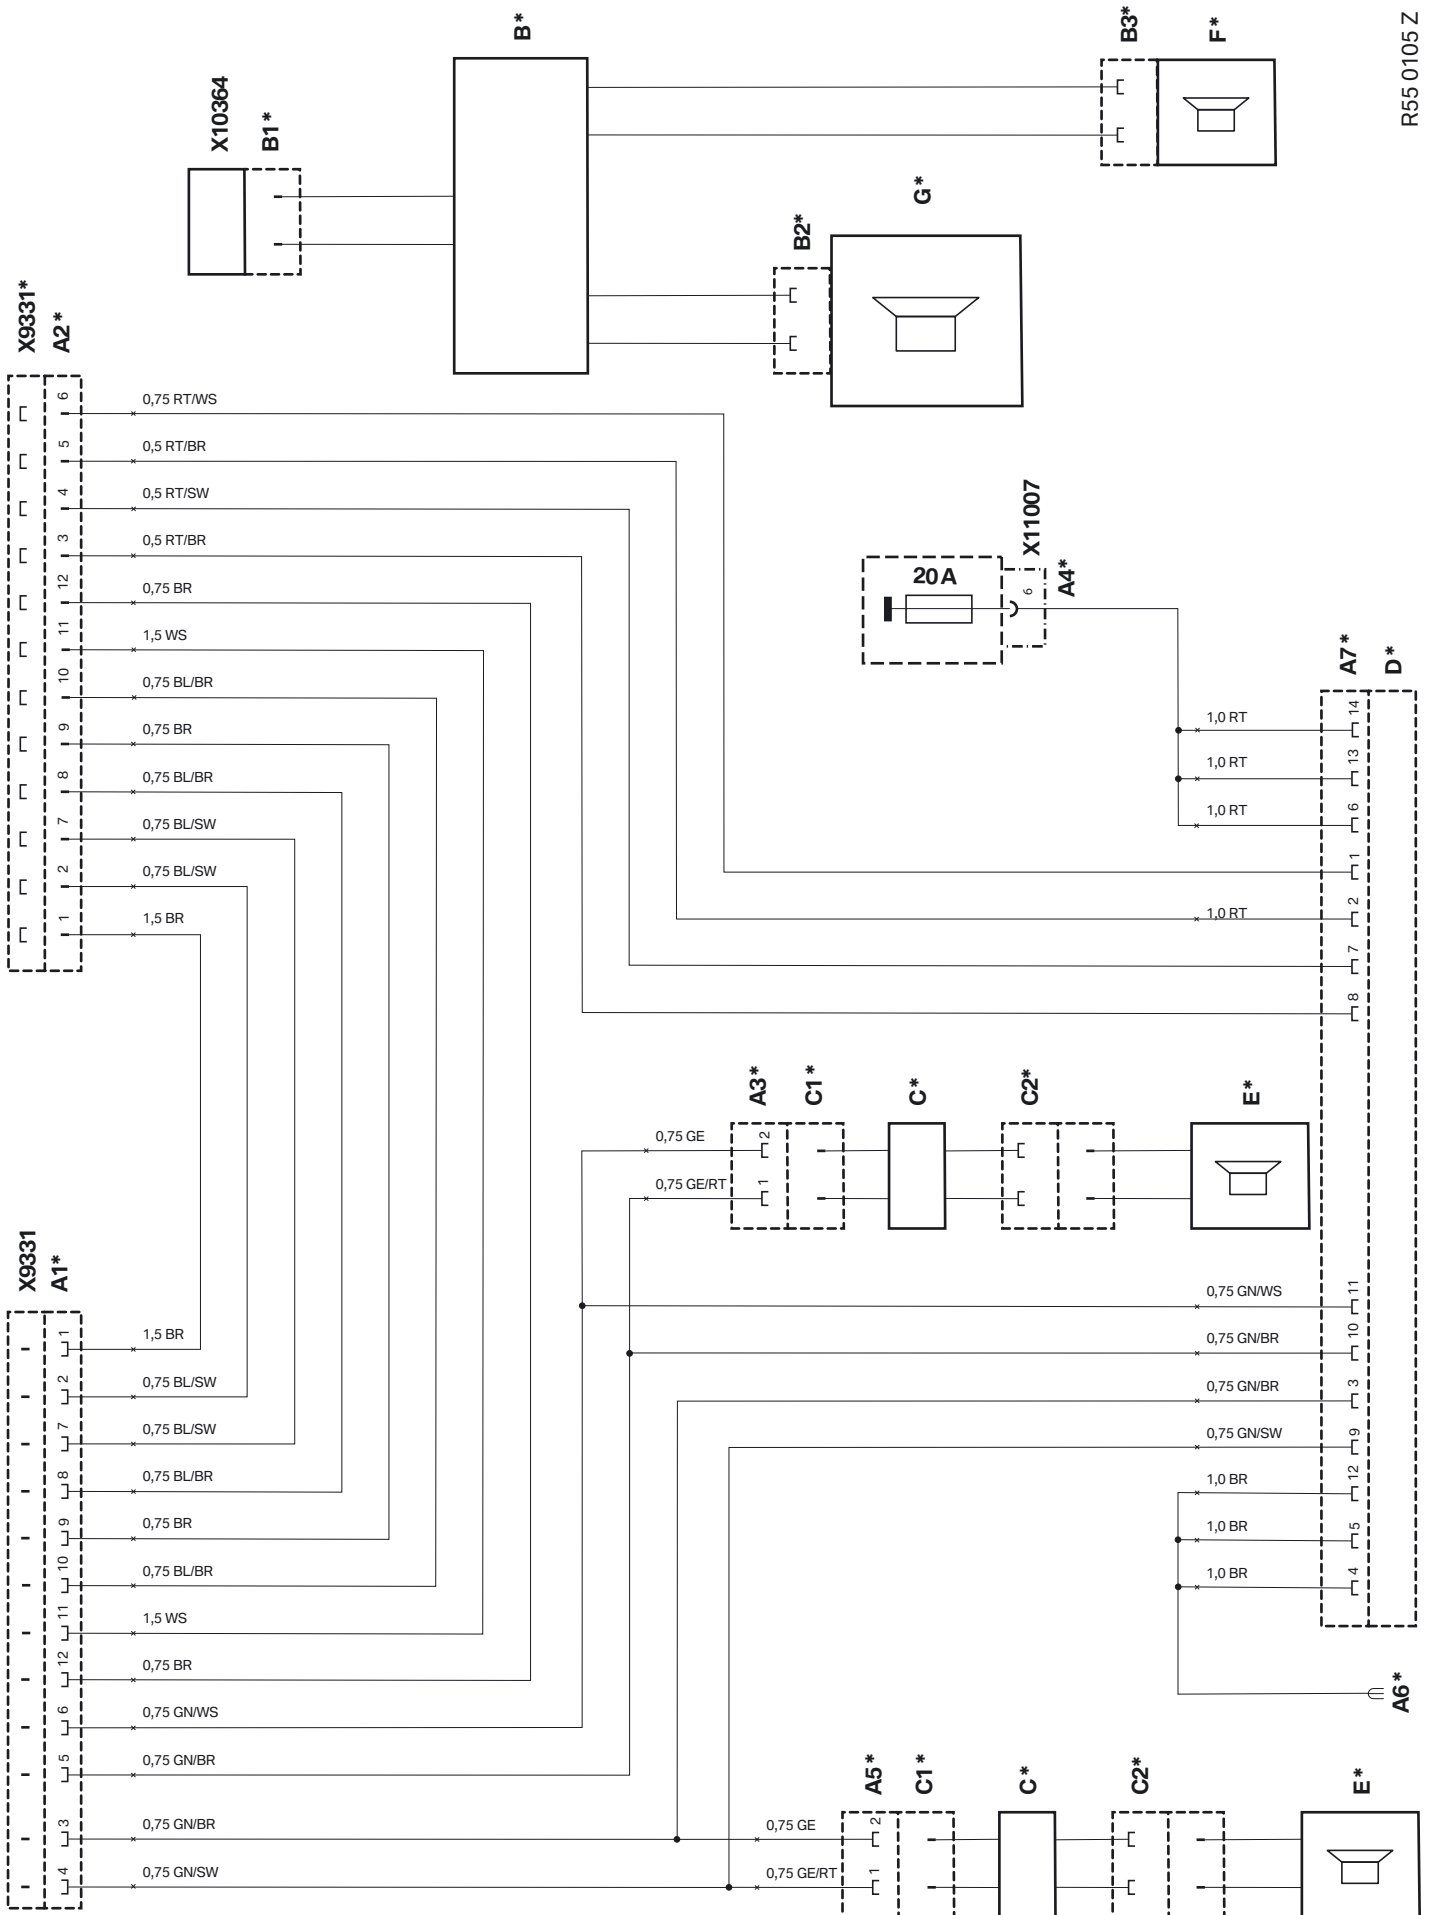 B*
B3*
F*
R55 0105 Z
X10364
B1*
G*
B2*
X9331*
A2*
6 0,75 RT/WS
5 0,5 RT/BR
4 0,5 RT/SW
3 0,5 RT/BR
12 0,75 BR
11 1,5 WS
10 0,75 BL/BR
9 0,75 BR
8 0,75 BL/BR
7 0,75 BL/SW
2 0,75 BL/SW
1 1,5 BR
X11007
20A
6
A4*
A7*
D*
1,0 RT 14
1,0 RT 13
1,0 RT 6
1
1,0 RT 2
7
8
A3*
C1*
C*
C2*
E*
0,75 GE 2
0,75 GE/RT 1
X9331
A1*
0,75 GN/WS 11
0,75 GN/BR 10
0,75 GN/BR 3
0,75 GN/SW 9
1,0 BR 12
1,0 BR 5
1,0 BR 4
1 1,5 BR
2 0,75 BL/SW
7 0,75 BL/SW
8 0,75 BL/BR
9 0,75 BR
10 0,75 BL/BR
11 1,5 WS
12 0,75 BR
6 0,75 GN/WS
5 0,75 GN/BR
3 0,75 GN/BR
4 0,75 GN/SW
A6*
A5*
C1*
C*
C2*
E*
0,75 GE 2
0,75 GE/RT 1